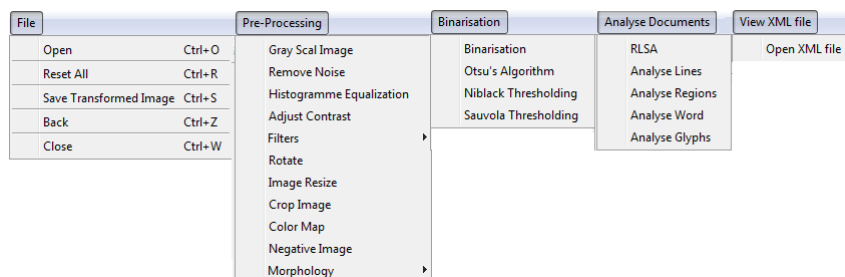 File
Open Ctrl+O
Reset All Ctrl+R
Save Transformed Image Ctrl+S
Back Ctrl+Z
Close Ctrl+W
Pre-Processing
Gray Scal Image
Remove Noise
Histogramme Equalization
Adjust Contrast
Filters
Rotate
Image Resize
Crop Image
Color Map
Negative Image
Morphology
Binarisation
Binarisation
Otsu's Algorithm
Niblack Thresholding
Sauvola Thresholding
Analyse Documents
RLSA
Analyse Lines
Analyse Regions
Analyse Word
Analyse Glyphs
View XML file
Open XML file